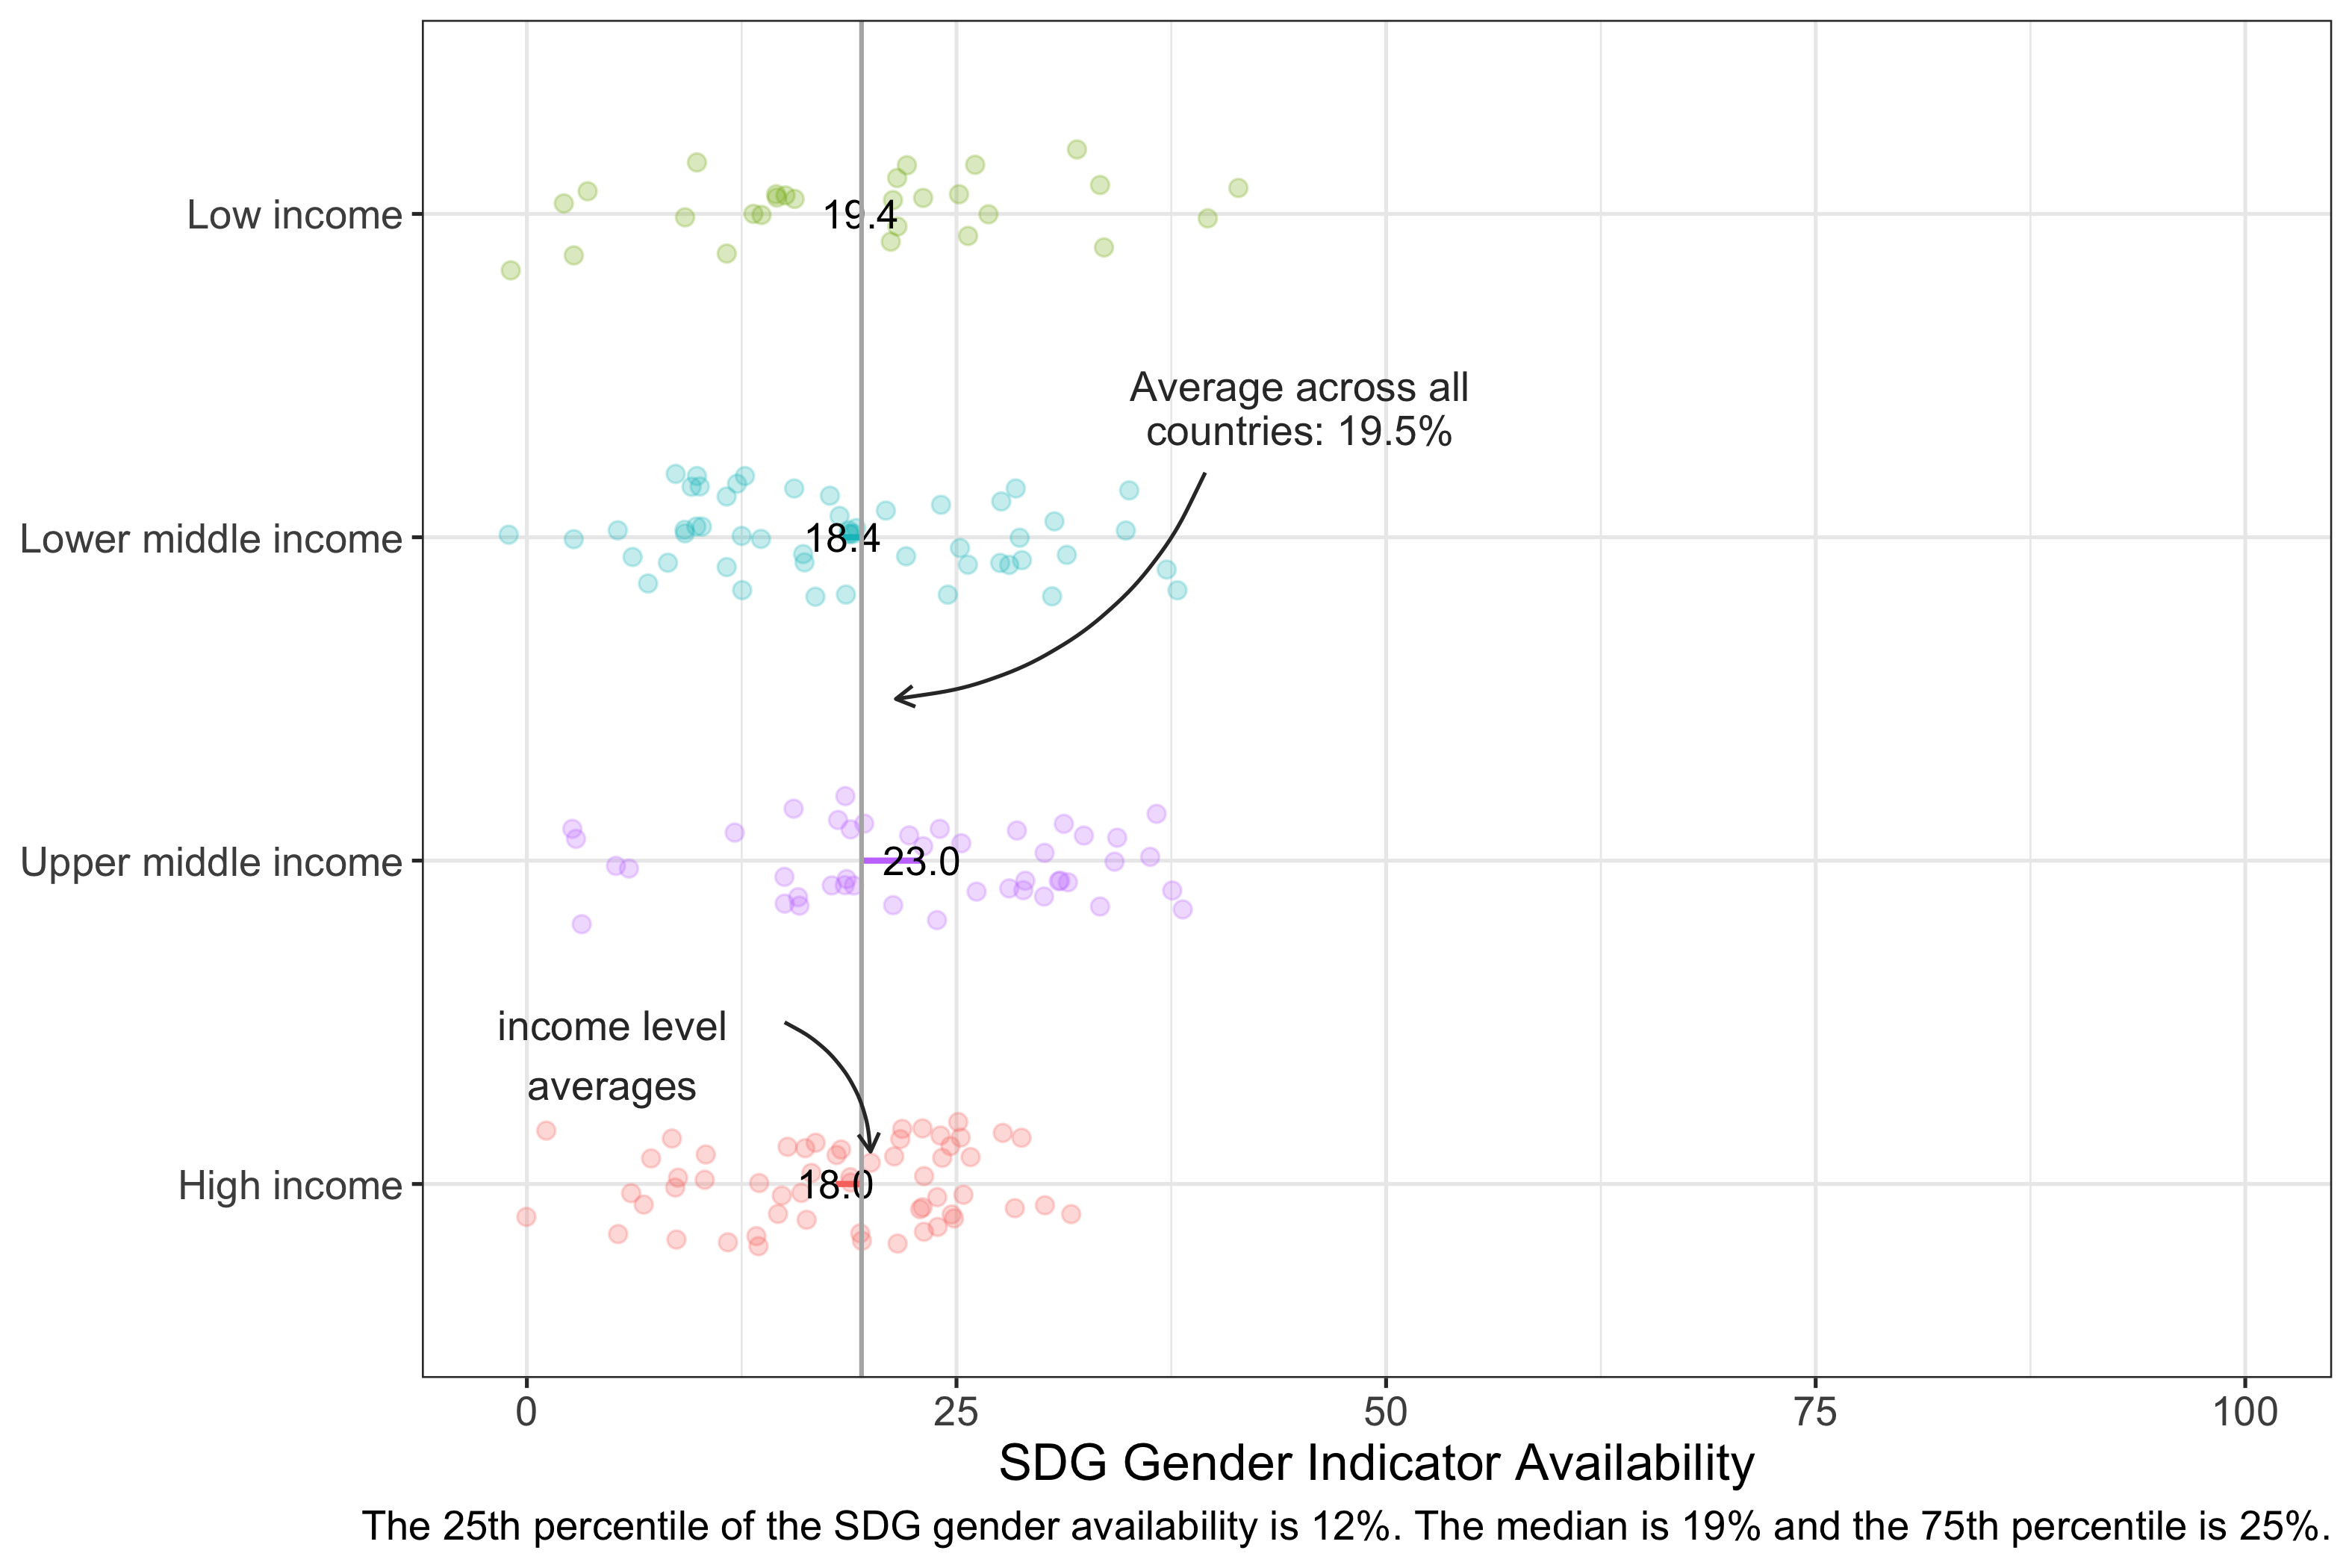 Low income
19.4
Average across all
countries: 19.5%
Lower middle income
18.4
Upper middle income
23.0
income level
averages
High income
18.0
0 25 50 75 100
SDG Gender Indicator Availability
The 25th percentile of the SDG gender availability is 12%. The median is 19% and the 75th percentile is 25%.